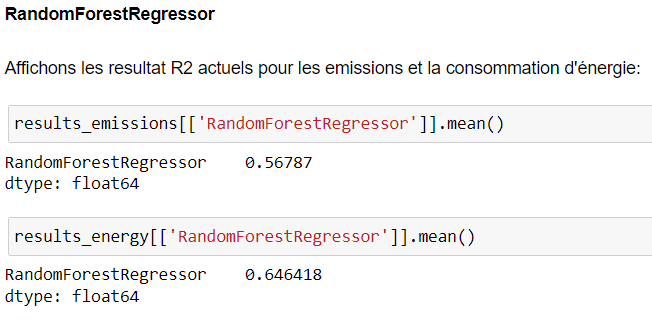 RandomForestRegressor
Affichons les resultat R2 actuels pour les emissions et la consommation d'énergie:
results_emissions[['RandomForestRegressor']].mean()
RandomForestRegressor    0.56787
dtype: float64
results_energy[['RandomForestRegressor']].mean()
RandomForestRegressor    0.646418
dtype: float64